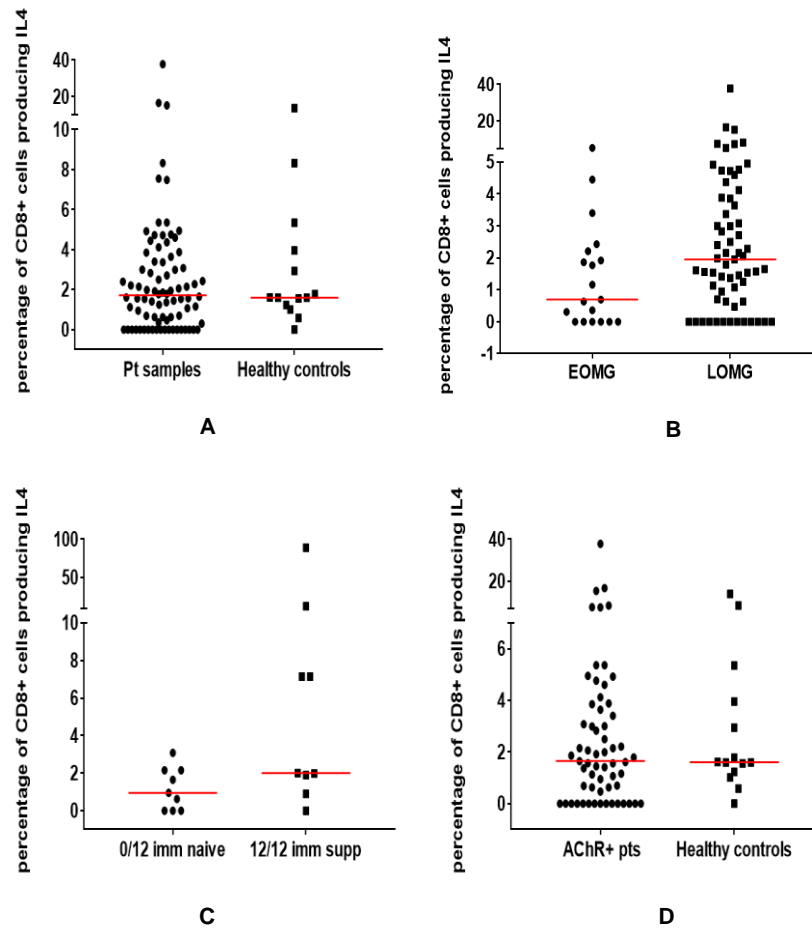 percentage of CD8+ cells producing IL4
40
20
10
8
6
4
2
0
Pt samples Healthy controls
A
percentage of CD8+ cells producing IL4
40
20
5
4
3
2
1
0
-1
EOMG LOMG
B
percentage of CD8+ cells producing IL4
100
50
10
8
6
4
2
0
0/12 imm naive 12/12 imm supp
C
percentage of CD8+ cells producing IL4
40
20
6
4
2
0
AChR+ pts Healthy controls
D